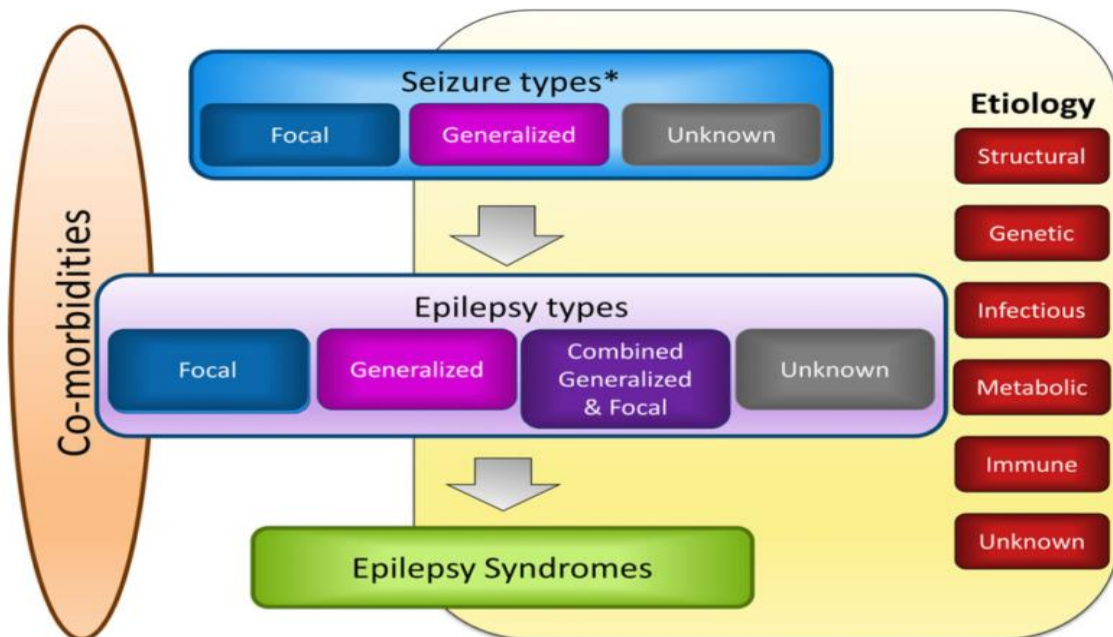 Co-morbidities
Seizure types*
Focal
Generalized
Unknown
Epilepsy types
Focal
Generalized
Combined
Generalized
& Focal
Unknown
Epilepsy Syndromes
Etiology
Structural
Genetic
Infectious
Metabolic
Immune
Unknown